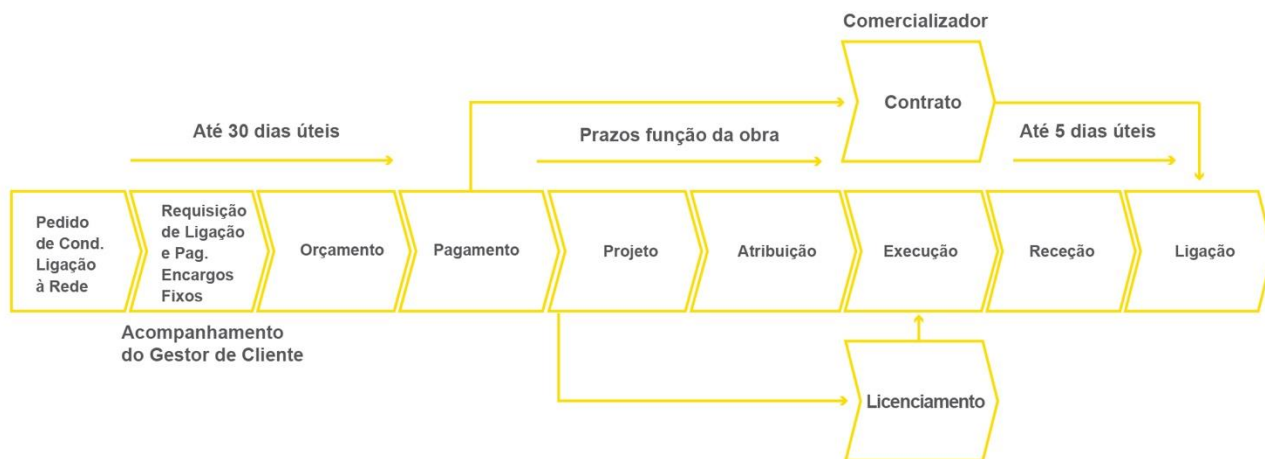 Comercializador
Contrato
Até 30 dias úteis
Prazos função da obra
Até 5 dias úteis
Pedido
de Cond.
Ligação
à Rede
Requisição
de Ligação
e Pag.
Encargos
Fixos
Orçamento
Pagamento
Projeto
Atribuição
Execução
Receção
Ligação
Acompanhamento
do Gestor de Cliente
Licenciamento